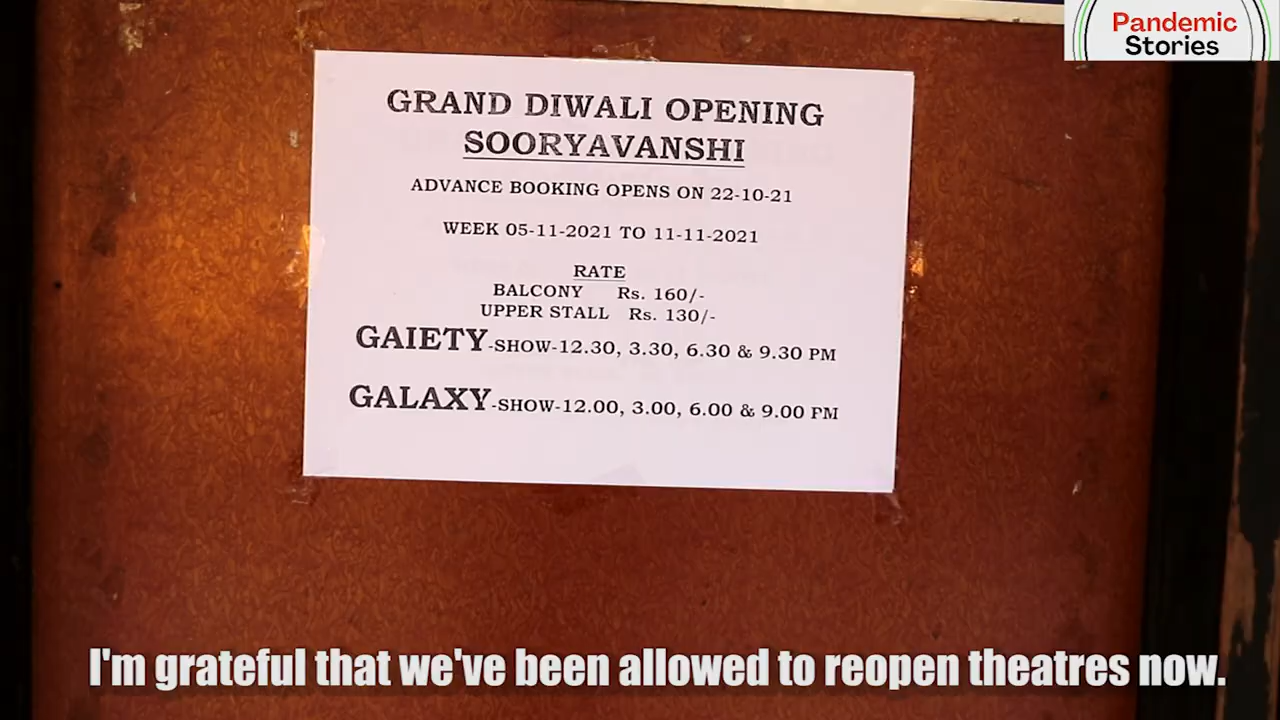 Pandemic
Stories
GRAND DIWALI OPENING
SOORYAVANSHI
ADVANCE BOOKING OPENS ON 22-10-21
WEEK 05-11-2021 TO 11-11-2021
RATE
BALCONY Rs. 160/-
UPPER STALL Rs. 130/-
GAIETY-SHOW-12.30, 3.30, 6.30 & 9.30 PM
GALAXY-SHOW-12.00, 3.00, 6.00 & 9.00 PM
I'm grateful that we've been allowed to reopen theatres now.